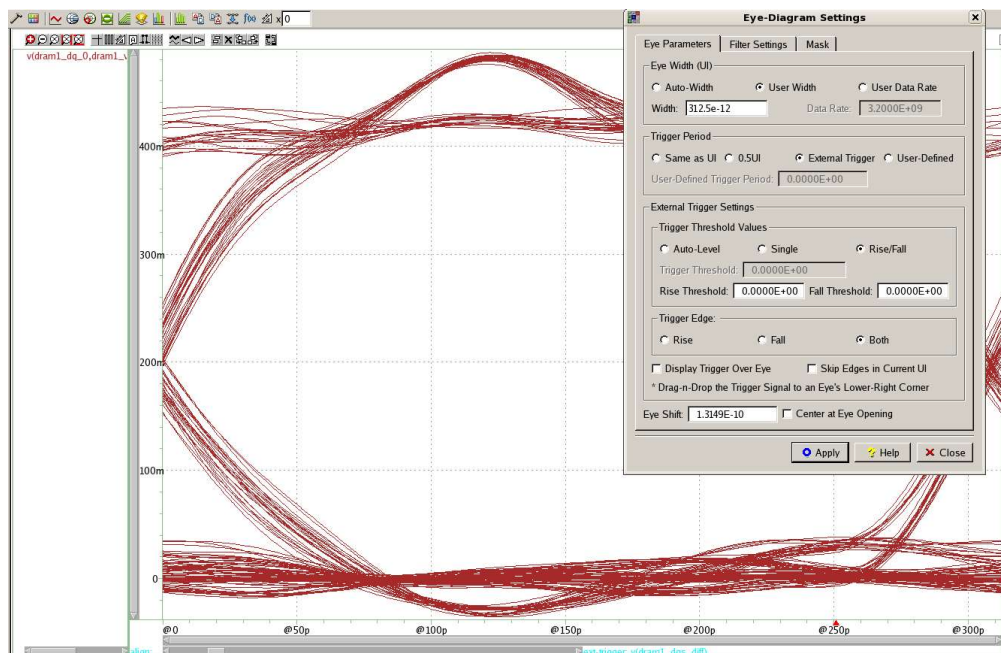 x 0
v(dram1_dq_0,dram1_v
400m
300m
200m
100m
0
@0
@50p
@100p
@150p
@200p
@250p
@300p
Eye-Diagram Settings
Eye Parameters
Filter Settings
Mask
Eye Width (UI)
Auto-Width
User Width
User Data Rate
Width: 312.5e-12
Data Rate: 3.2000E+09
Trigger Period
Same as UI
0.5UI
External Trigger
User-Defined
User-Defined Trigger Period: 0.0000E+00
External Trigger Settings
Trigger Threshold Values
Auto-Level
Single
Rise/Fall
Trigger Threshold: 0.0000E+00
Rise Threshold: 0.0000E+00 Fall Threshold: 0.0000E+00
Trigger Edge:
Rise
Fall
Both
Display Trigger Over Eye
Skip Edges in Current UI
* Drag-n-Drop the Trigger Signal to an Eye's Lower-Right Corner
Eye Shift: 1.3149E-10
Center at Eye Opening
Apply
Help
Close